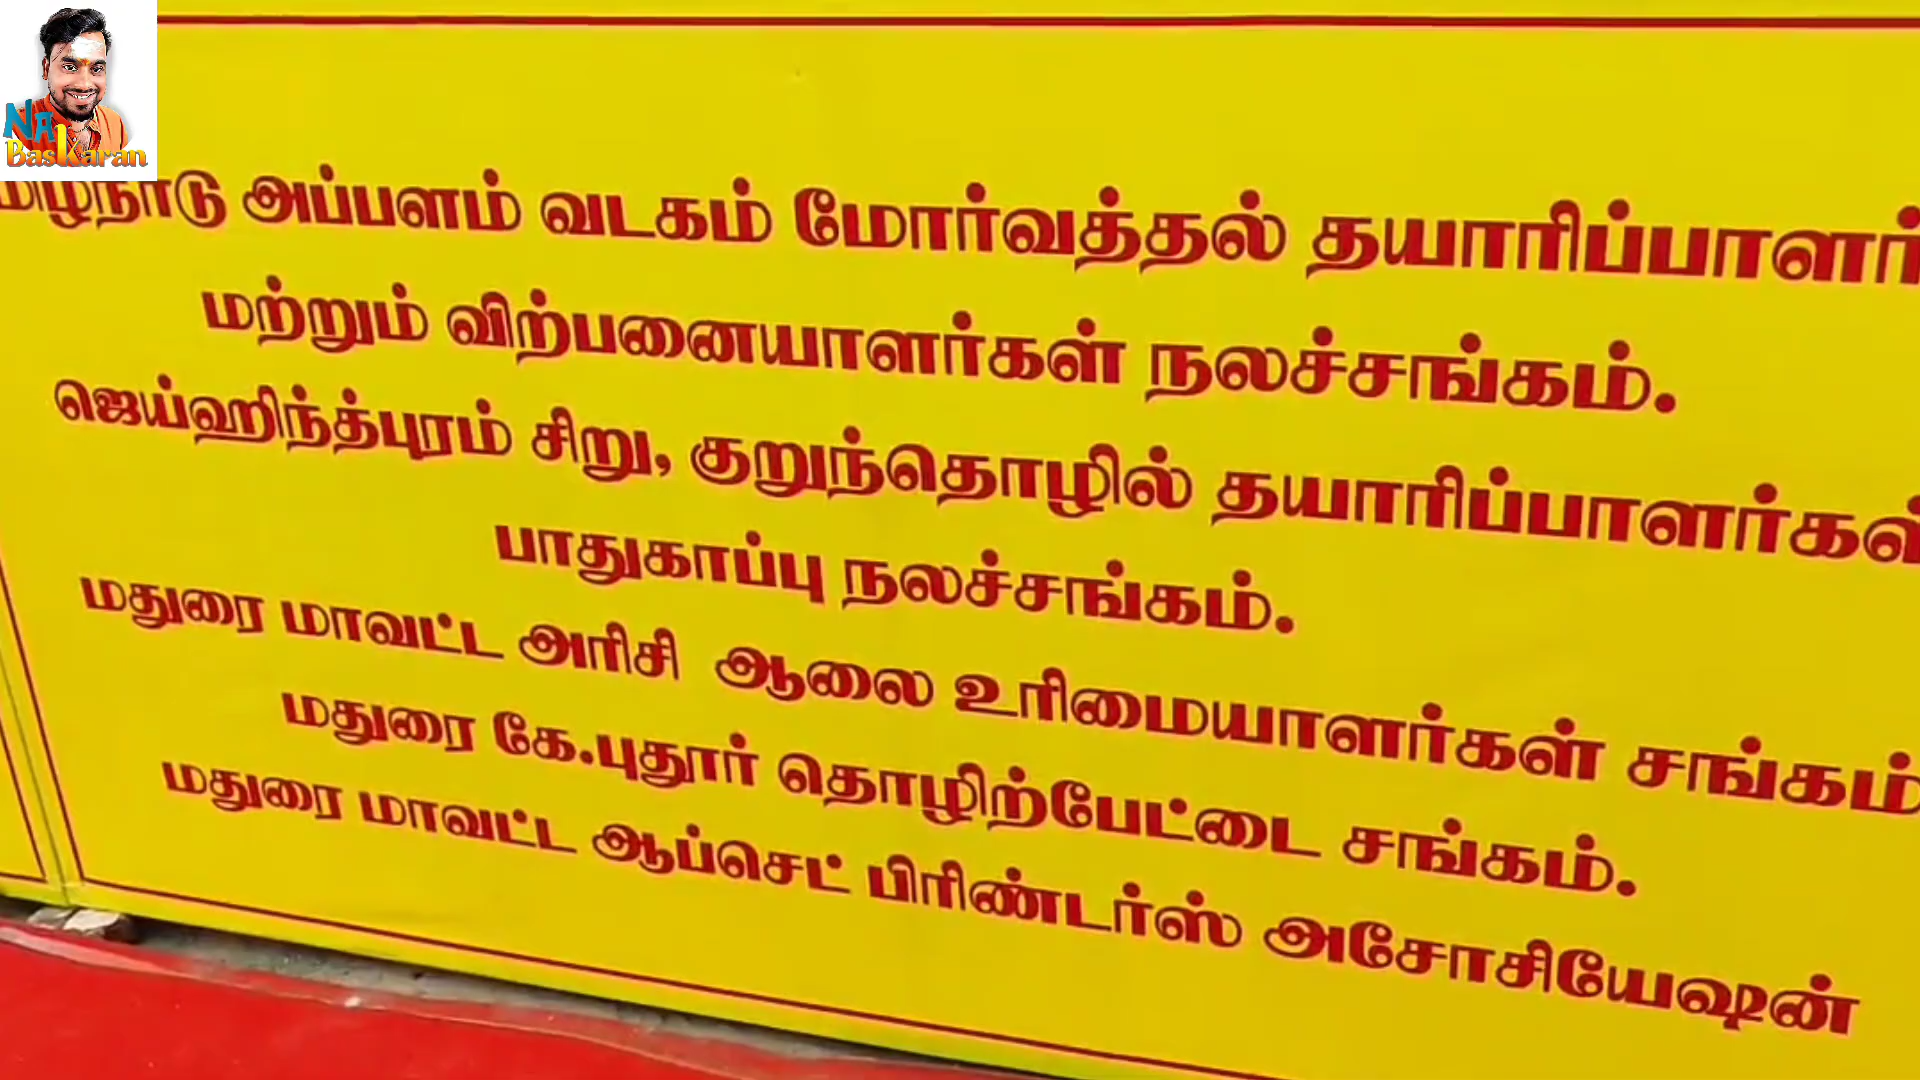 NA
Baskaran
அப்பளம் வடகம் மோர்வத்தல் தயாரிப்பாளர்
மற்றும் விற்பனையாளர்கள் நலச்சங்கம்.
ஜெய்ஹிந்த்புரம் சிறு, குறுந்தொழில் தயாரிப்பாளர்கள்
பாதுகாப்பு நலச்சங்கம்.
மதுரை மாவட்ட அரிசி ஆலை உரிமையாளர்கள் சங்கம்
மதுரை கே.புதூர் தொழிற்பேட்டை சங்கம்.
மதுரை மாவட்ட ஆப்செட் பிரிண்டர்ஸ் அசோசியேஷன்